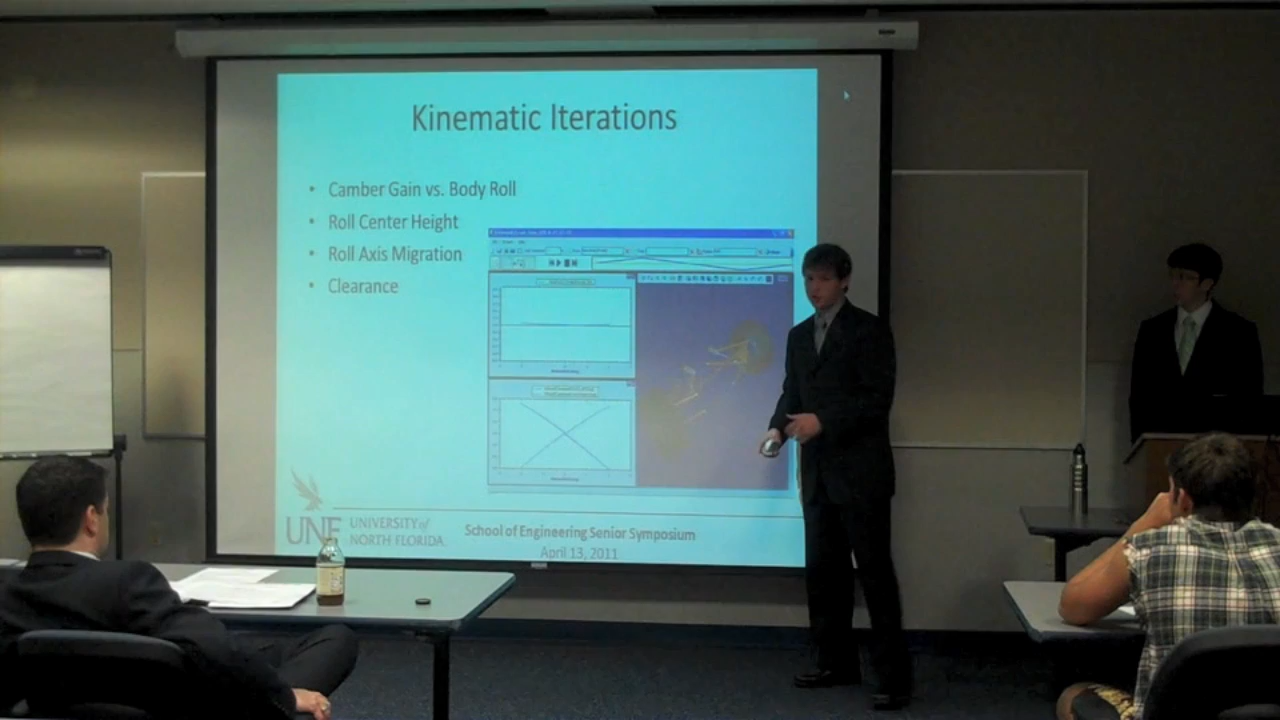 Kinematic Iterations
• Camber Gain vs. Body Roll
• Roll Center Height
• Roll Axis Migration
• Clearance
UNF
UNIVERSITY of
NORTH FLORIDA
School of Engineering Senior Symposium
April 13, 2011